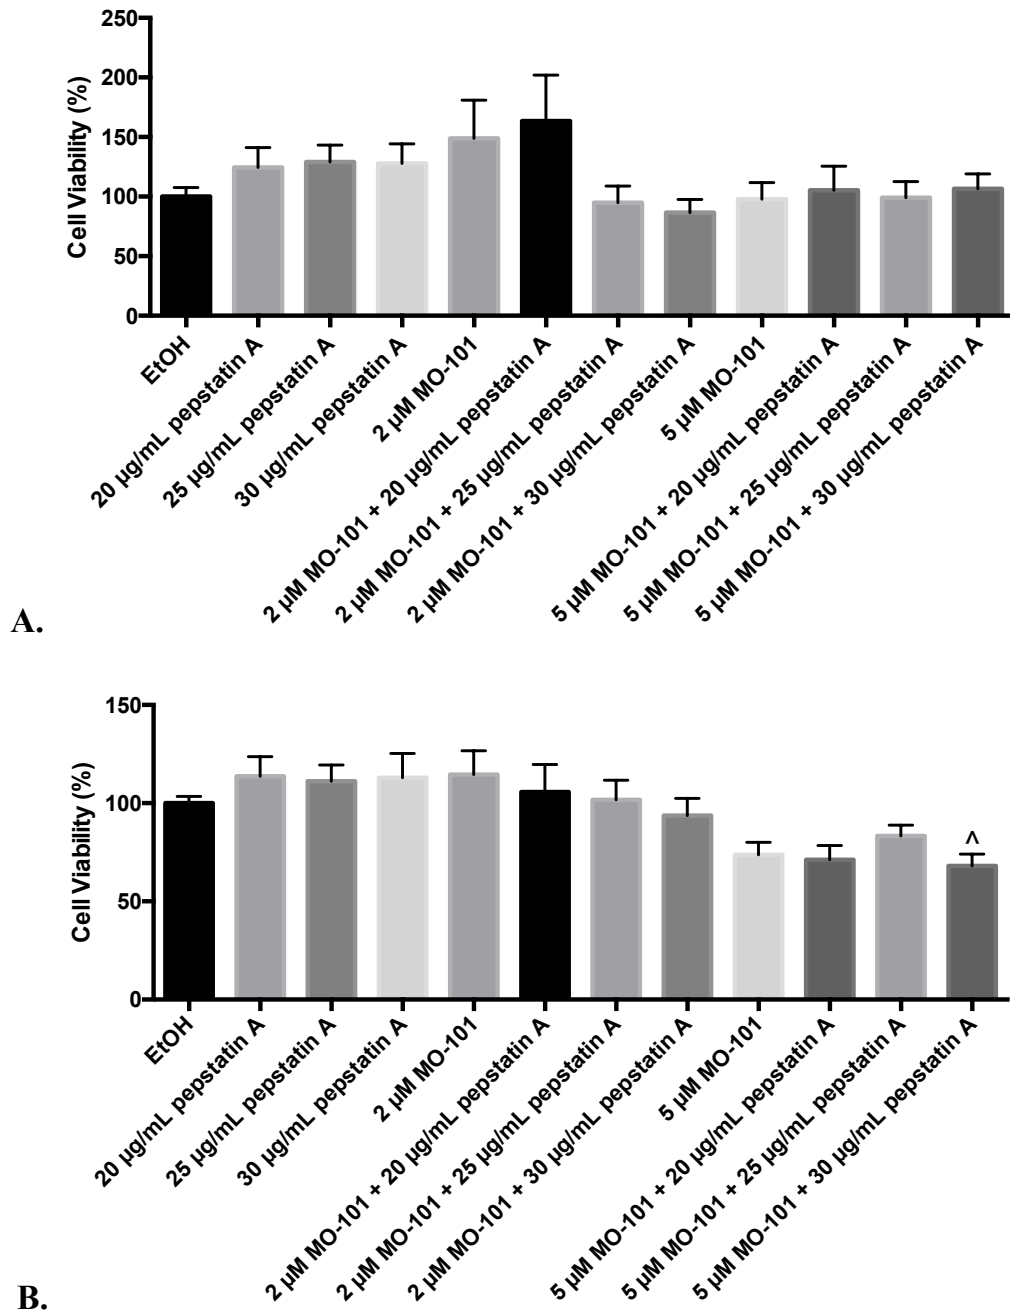 250
200
150
100
50
0
Cell Viability (%)
EtOH
20 µg/mL pepstatin A
25 µg/mL pepstatin A
30 µg/mL pepstatin A
2 µM MO-101
2 µM MO-101 + 20 µg/mL pepstatin A
2 µM MO-101 + 25 µg/mL pepstatin A
2 µM MO-101 + 30 µg/mL pepstatin A
5 µM MO-101
5 µM MO-101 + 20 µg/mL pepstatin A
5 µM MO-101 + 25 µg/mL pepstatin A
5 µM MO-101 + 30 µg/mL pepstatin A
A.
150
100
50
0
Cell Viability (%)
^
EtOH
20 µg/mL pepstatin A
25 µg/mL pepstatin A
30 µg/mL pepstatin A
2 µM MO-101
2 µM MO-101 + 20 µg/mL pepstatin A
2 µM MO-101 + 25 µg/mL pepstatin A
2 µM MO-101 + 30 µg/mL pepstatin A
5 µM MO-101
5 µM MO-101 + 20 µg/mL pepstatin A
5 µM MO-101 + 25 µg/mL pepstatin A
5 µM MO-101 + 30 µg/mL pepstatin A
B.